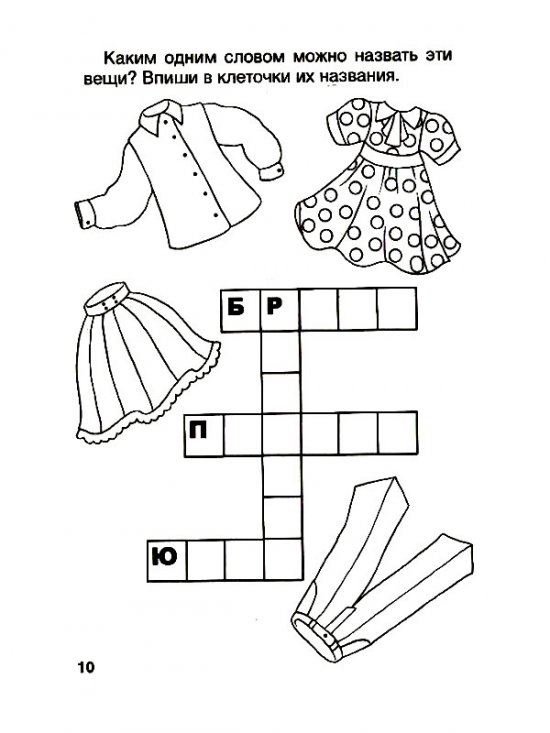 Каким одним словом можно назвать эти
вещи? Впиши в клеточки их названия.
Б Р
П
Ю
10